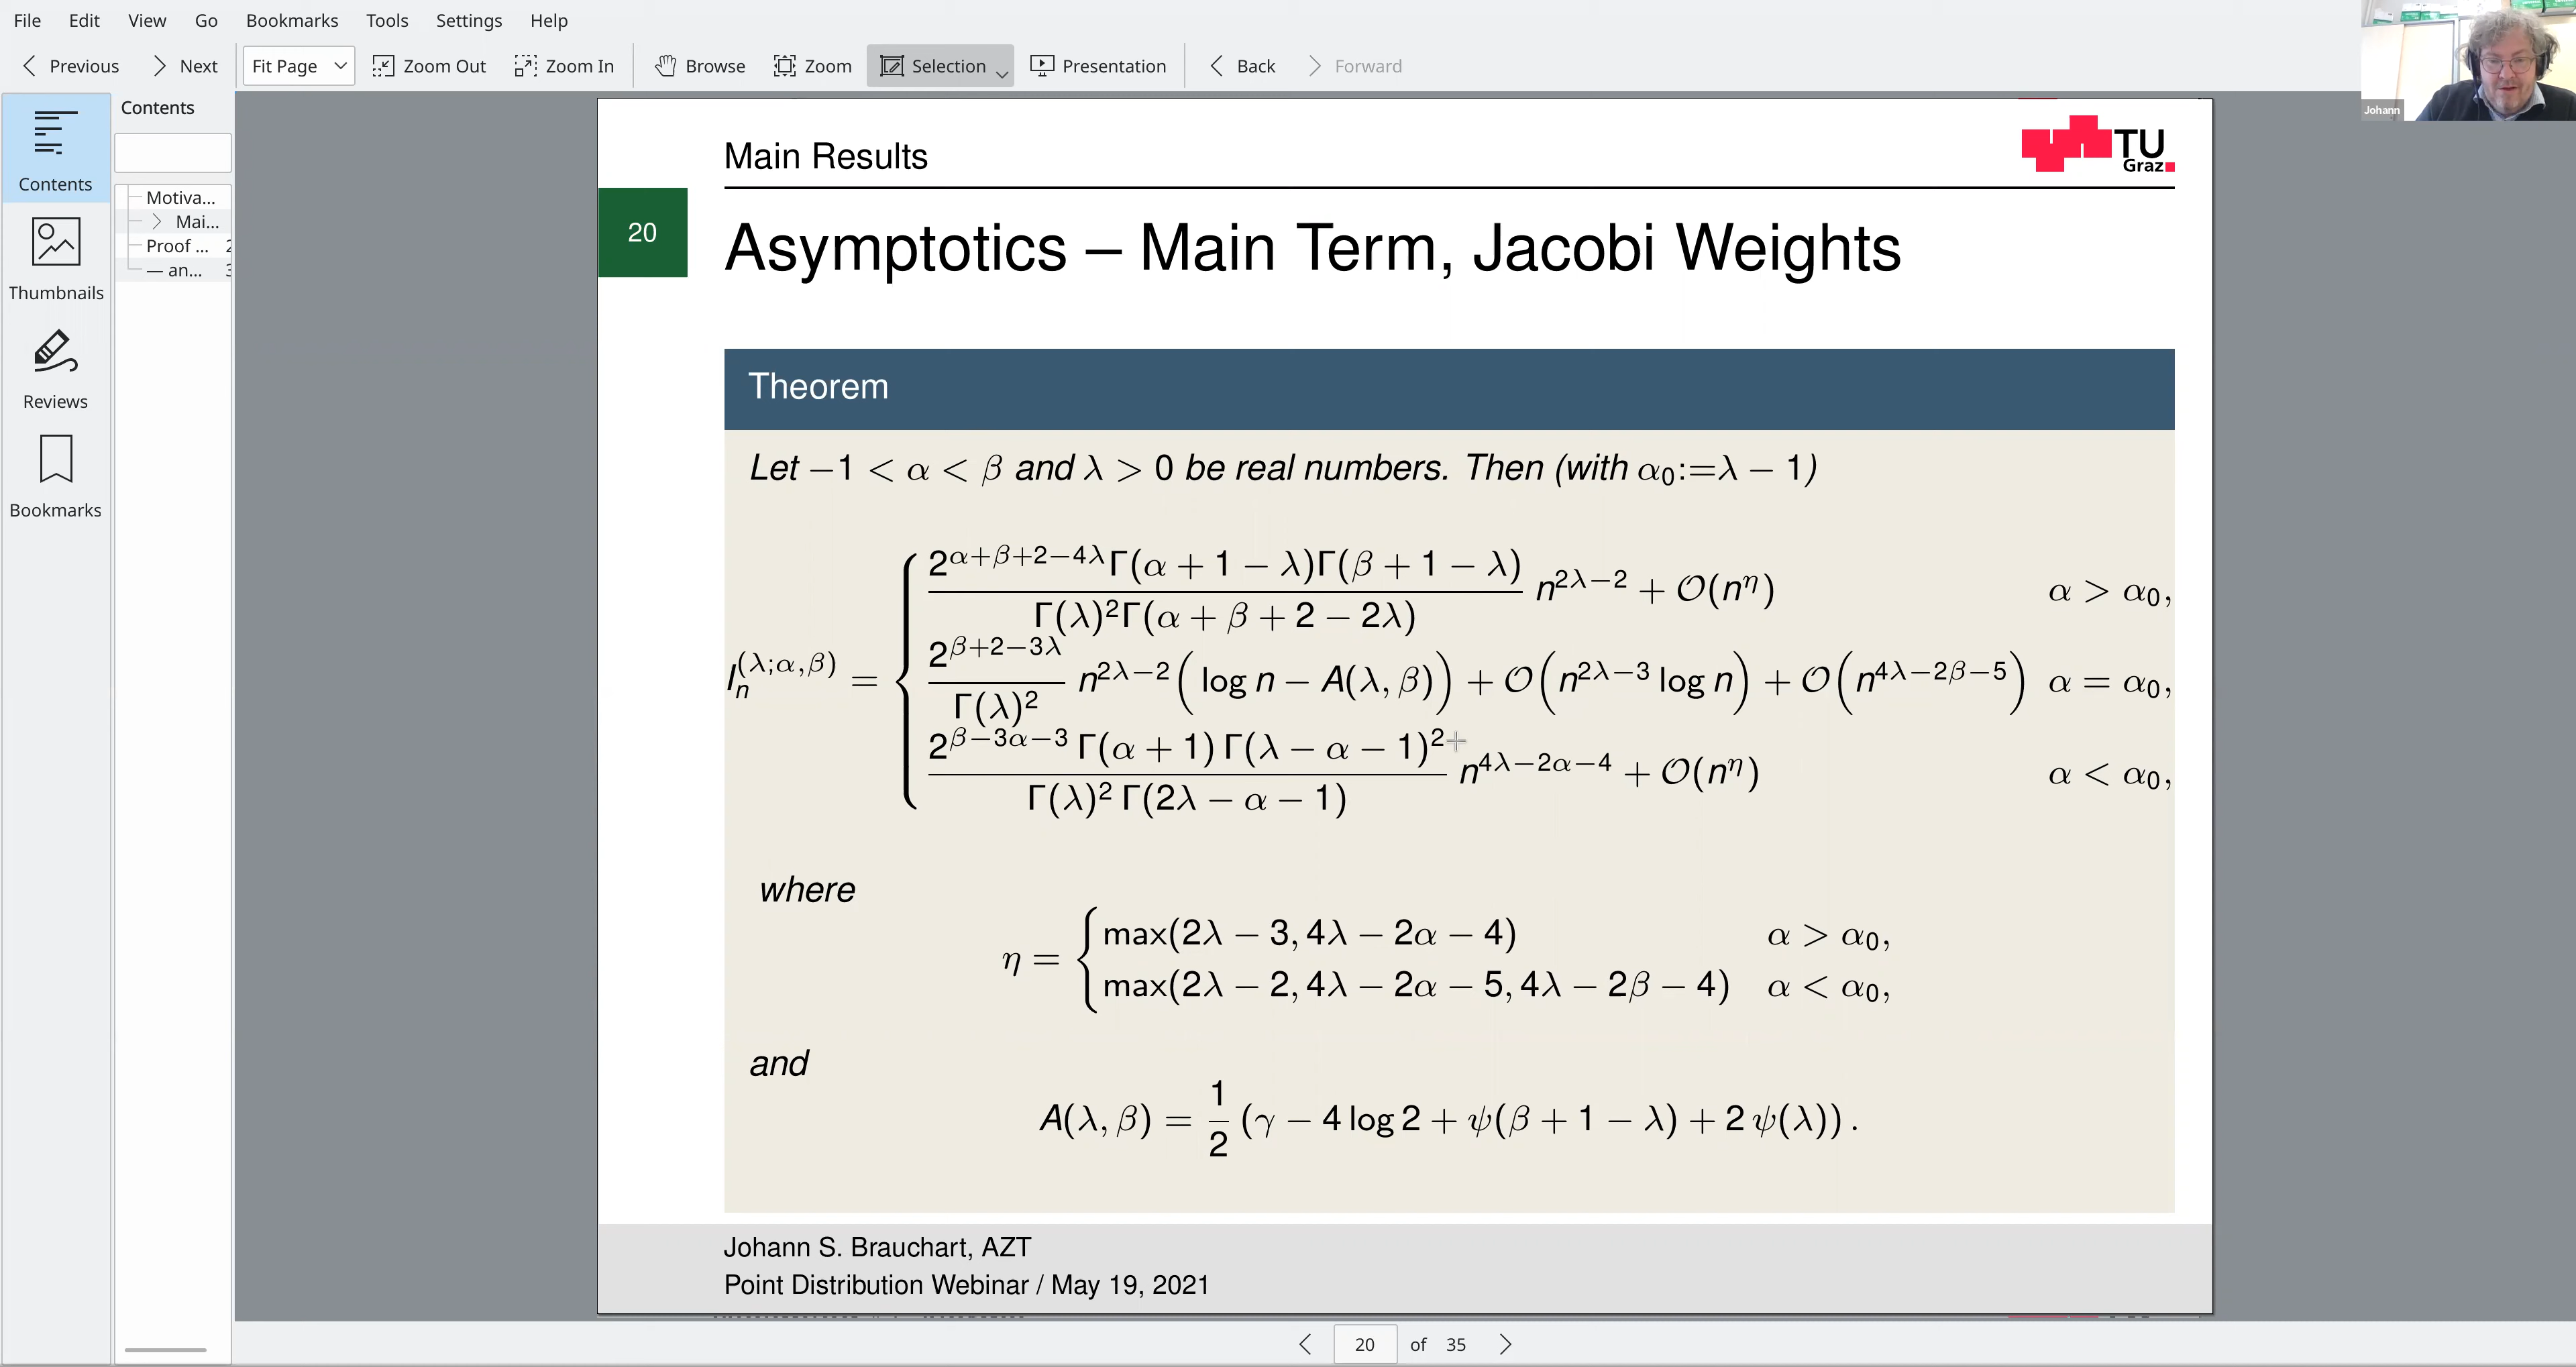 File Edit View Go Bookmarks Tools Settings Help
Previous Next Fit Page Zoom Out Zoom In Browse Zoom Selection Presentation Back Forward
Johann
Contents
Thumbnails
Reviews
Bookmarks
Contents
Motiva...
Mai...
Proof ... 2
— an... 3
Main Results
TU
Graz
20
Asymptotics – Main Term, Jacobi Weights
Theorem
Let −1 < α < β and λ > 0 be real numbers. Then (with α₀:=λ − 1)
I_n^{(λ;α,β)} = { \frac{2^{α+β+2−4λ}Γ(α + 1 − λ)Γ(β + 1 − λ)}{Γ(λ)^2Γ(α + β + 2 − 2λ)} n^{2λ−2} + 𝒪(n^η) α > α₀,
\frac{2^{β+2−3λ}}{Γ(λ)^2} n^{2λ−2}(log n − A(λ, β)) + 𝒪(n^{2λ−3} log n) + 𝒪(n^{4λ−2β−5}) α = α₀,
\frac{2^{β−3α−3} Γ(α + 1) Γ(λ − α − 1)^2}{Γ(λ)^2 Γ(2λ − α − 1)} n^{4λ−2α−4} + 𝒪(n^η) α < α₀,
where
η = { max(2λ − 3, 4λ − 2α − 4) α > α₀,
max(2λ − 2, 4λ − 2α − 5, 4λ − 2β − 4) α < α₀,
and
A(λ, β) = \frac{1}{2} (γ − 4 log 2 + ψ(β + 1 − λ) + 2 ψ(λ)) .
Johann S. Brauchart, AZT
Point Distribution Webinar / May 19, 2021
20 of 35